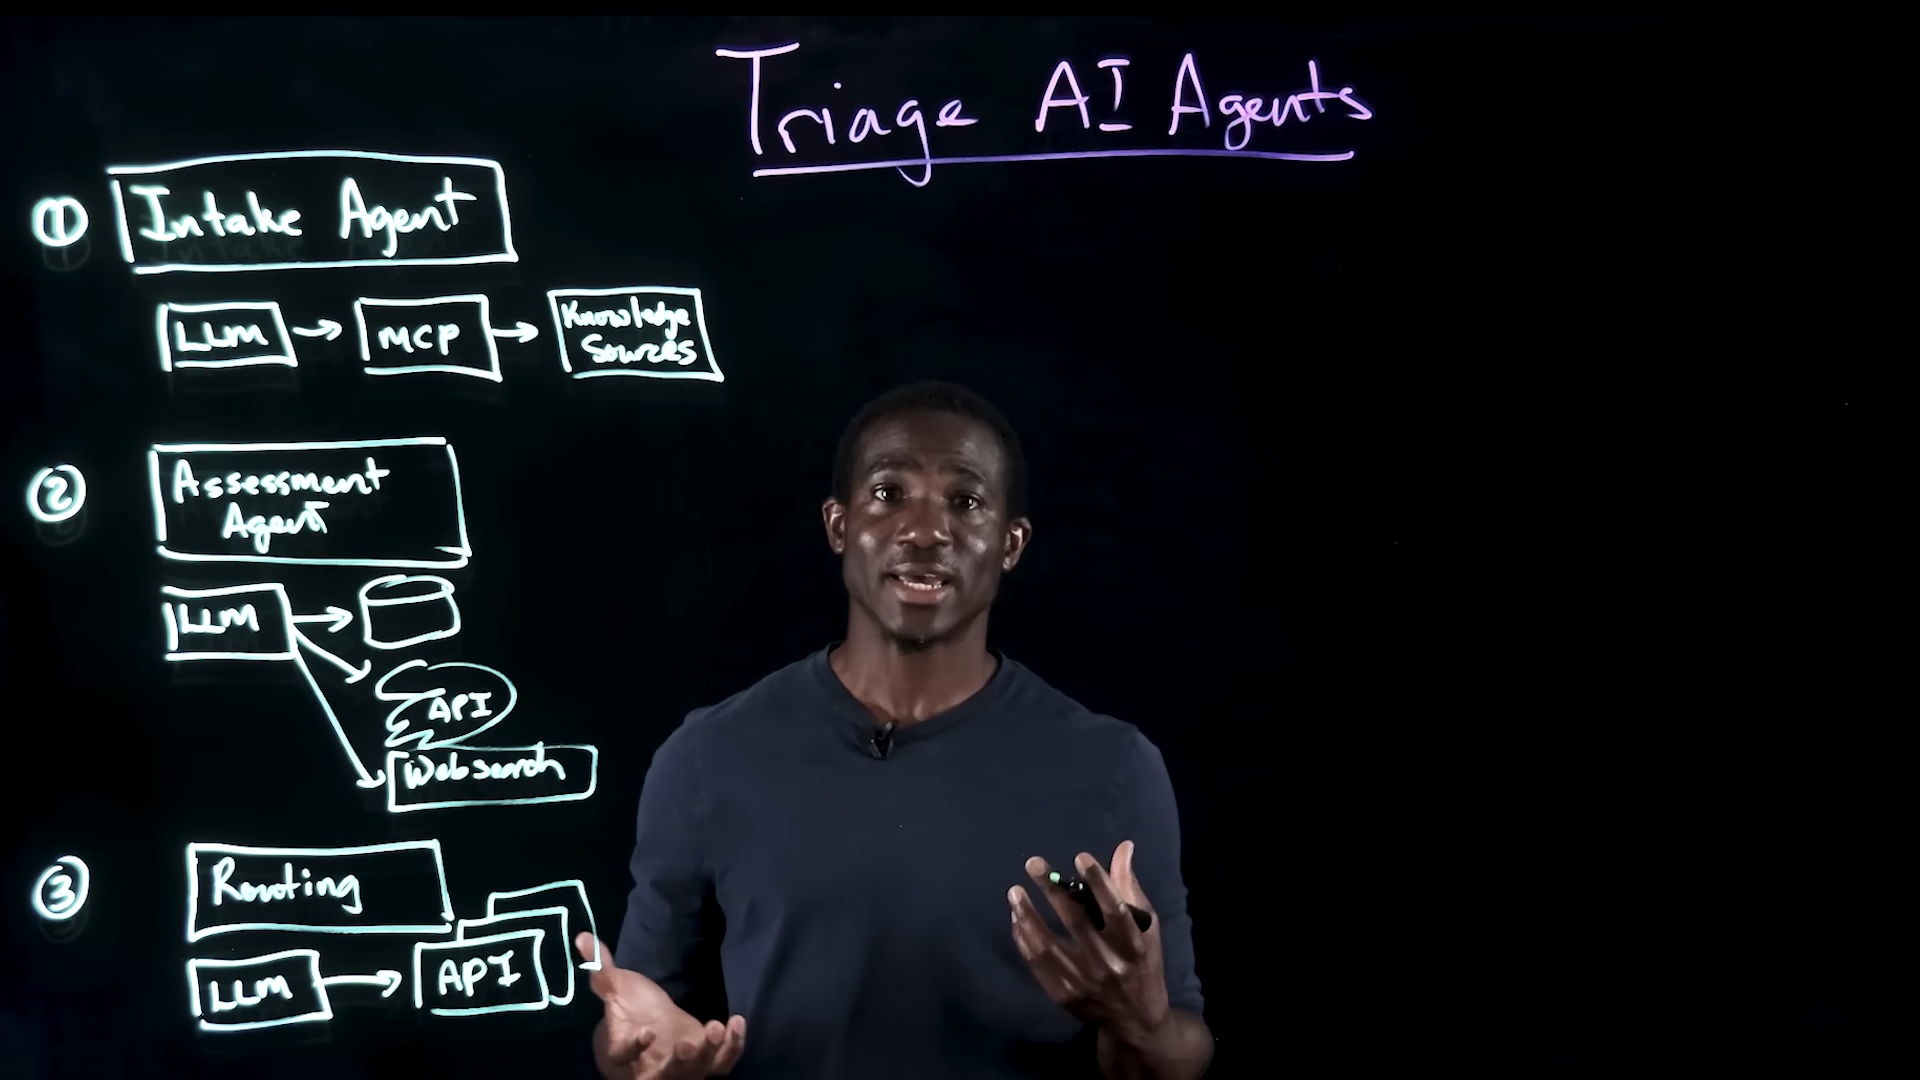 Triage AI Agents
1
Intake Agent
LLM
MCP
Knowledge
Sources
2
Assessment
Agent
LLM
API
Websearch
3
Routing
LLM
API